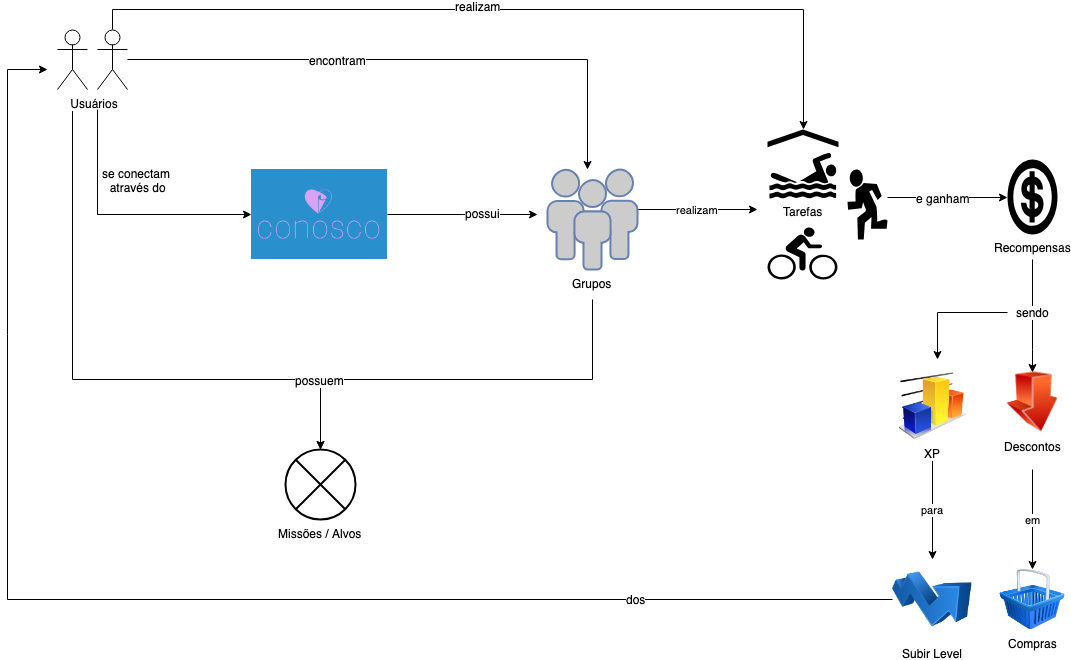 realizam
encontram
Usuários
se conectam
através do
conosco
possui
Grupos
realizam
Tarefas
e ganham
Recompensas
sendo
possuem
Missões / Alvos
XP
Descontos
para
em
dos
Subir Level
Compras